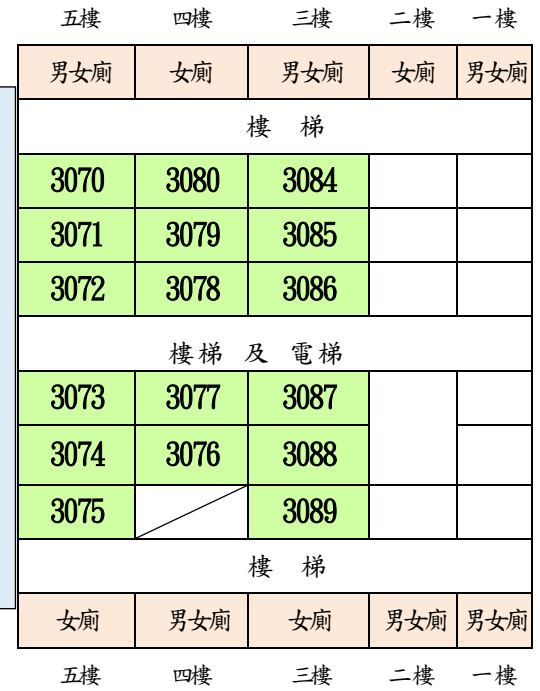 五樓 四樓 三樓 二樓 一樓
男女廁 女廁 男女廁 女廁 男女廁
樓 梯
3070 3080 3084
3071 3079 3085
3072 3078 3086
樓梯 及 電梯
3073 3077 3087
3074 3076 3088
3075 3089
樓 梯
女廁 男女廁 女廁 男女廁 男女廁
五樓 四樓 三樓 二樓 一樓